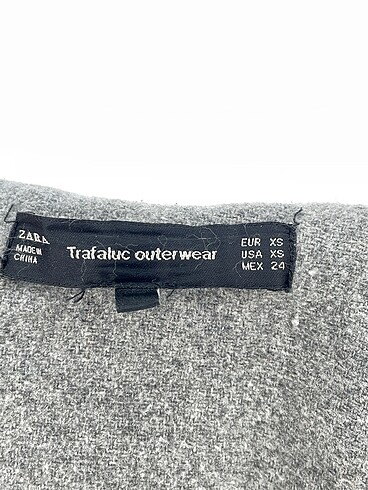 ZARA
MADE IN
CHINA
Trafaluc outerwear
EUR XS
USA XS
MEX 24